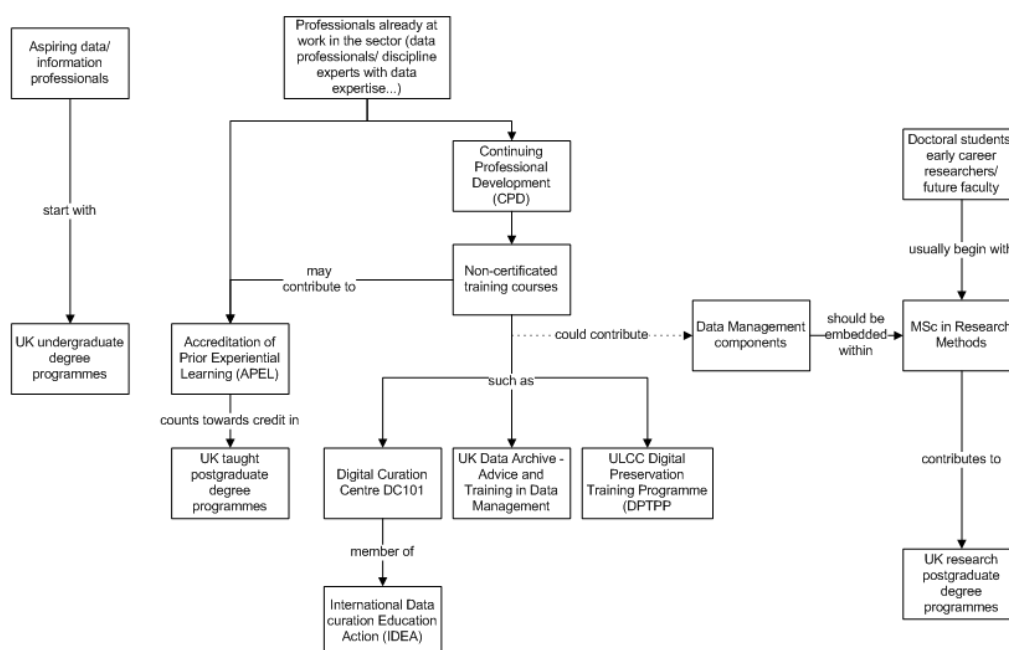 Aspiring data/
information
professionals
start with
UK undergraduate
degree
programmes
Professionals already at
work in the sector (data
professionals/ discipline
experts with data
expertise...)
Continuing
Professional
Development
(CPD)
Non-certificated
training courses
may
contribute to
Accreditation of
Prior Experiential
Learning (APEL)
counts towards credit in
UK taught
postgraduate
degree
programmes
such as
Digital Curation
Centre DC101
UK Data Archive -
Advice and
Training in Data
Management
ULCC Digital
Preservation
Training Programme
(DPTPP
member of
International Data
curation Education
Action (IDEA)
could contribute
Data Management
components
should be
embedded
within
Doctoral students/
early career
researchers/
future faculty
usually begin with
MSc in Research
Methods
contributes to
UK research
postgraduate
degree
programmes